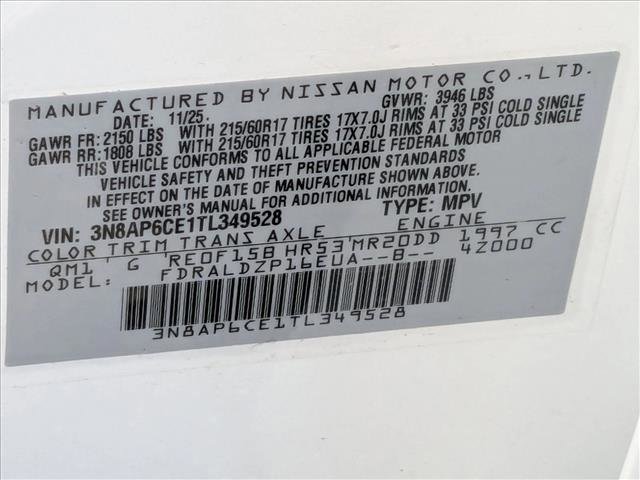 MANUFACTURED BY NISSAN MOTOR CO.,LTD.
DATE: 11/25. GVWR: 3946 LBS
GAWR FR: 2150 LBS WITH 215/60R17 TIRES 17X7.0J RIMS AT 33 PSI COLD SINGLE
GAWR RR: 1808 LBS WITH 215/60R17 TIRES 17X7.0J RIMS AT 33 PSI COLD SINGLE
THIS VEHICLE CONFORMS TO ALL APPLICABLE FEDERAL MOTOR
VEHICLE SAFETY AND THEFT PREVENTION STANDARDS
IN EFFECT ON THE DATE OF MANUFACTURE SHOWN ABOVE.
SEE OWNER'S MANUAL FOR ADDITIONAL INFORMATION.
VIN: 3N8AP6CE1TL349528 TYPE: MPV
COLOR TRIM TRANS AXLE ENGINE
QM1 G RE0F15B HR53 MR20DD 1997 CC
MODEL: FDRALDZP16EUA--B-- 4Z000
3N8AP6CE1TL349528